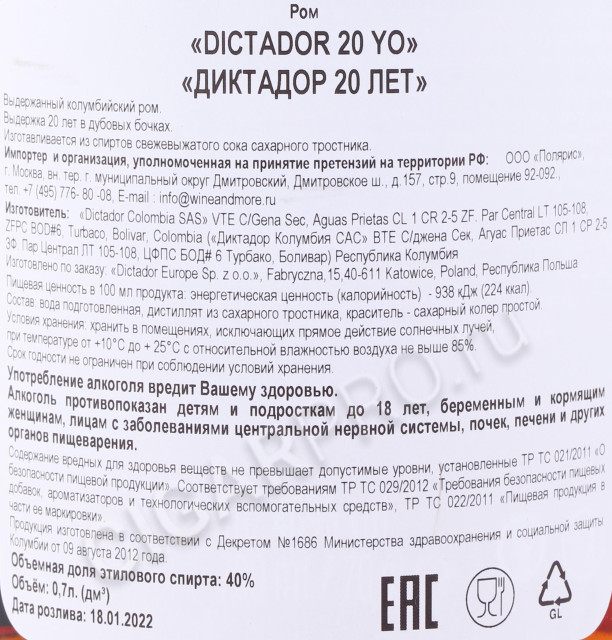 Ром
«DICTADOR 20 YO»
«ДИКТАДОР 20 ЛЕТ»
Выдержанный колумбийский ром.
Выдержка 20 лет в дубовых бочках.
Изготавливается из спиртов свежевыжатого сока сахарного тростника.
Импортер и организация, уполномоченная на принятие претензий на территории РФ: ООО «Полярис»,
г. Москва, вн. тер. г. муниципальный округ Дмитровский, Дмитровское ш., д.157, стр.9, помещение 92-092.,
тел. +7 (495) 776- 80 -08, E-mail : info@wineandmore.ru
Изготовитель: «Dictador Colombia SAS» VTE C/Gena Sec, Aguas Prietas CL 1 CR 2-5 ZF. Par Central LT 105-108,
ZFPC BOD#6, Turbaco, Bolivar, Colombia («Диктадор Колумбия САС» ВТЕ С/джена Сек, Агуас Приетас СЛ 1 СР 2-5
ЗФ. Пар Централ ЛТ 105-108, ЦФПС БОД# 6 Турбако, Боливар) Республика Колумбия
Изготовлено по заказу: «Dictador Europe Sp. z o.o.», Fabryczna,15,40-611 Katowice, Poland, Республика Польша
Пищевая ценность в 100 мл продукта: энергетическая ценность (калорийность) - 938 кДж (224 ккал).
Состав: вода подготовленная, дистиллят из сахарного тростника, краситель - сахарный колер простой.
Условия хранения: хранить в помещениях, исключающих прямое действие солнечных лучей,
при температуре от +10°С до + 25°С с относительной влажностью воздуха не выше 85%.
Срок годности не ограничен при соблюдении условий хранения.
Употребление алкоголя вредит Вашему здоровью.
Алкоголь противопоказан детям и подросткам до 18 лет, беременным и кормящим
женщинам, лицам с заболеваниями центральной нервной системы, почек, печени и других
органов пищеварения.
Содержание вредных для здоровья веществ не превышает допустимые уровни, установленные ТР ТС 021/2011 «О
безопасности пищевой продукции». Соответствует требованиям ТР ТС 029/2012 «Требования безопасности пищевых
добавок, ароматизаторов и технологических вспомогательных средств», ТР ТС 022/2011 «Пищевая продукция в
части ее маркировки».
Продукция изготовлена в соответствии с Декретом №1686 Министерства здравоохранения и социальной защиты
Колумбии от 09 августа 2012 года.
Объемная доля этилового спирта: 40%
Объём: 0,7л. (дм³)
Дата розлива: 18.01.2022
EAC
GL
CIGARPRO.ru